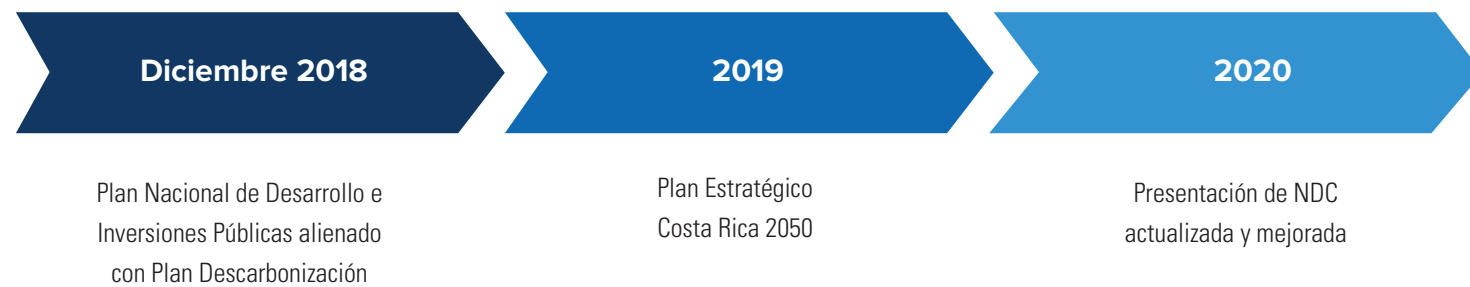 Diciembre 2018
Plan Nacional de Desarrollo e
Inversiones Públicas alienado
con Plan Descarbonización
2019
Plan Estratégico
Costa Rica 2050
2020
Presentación de NDC
actualizada y mejorada